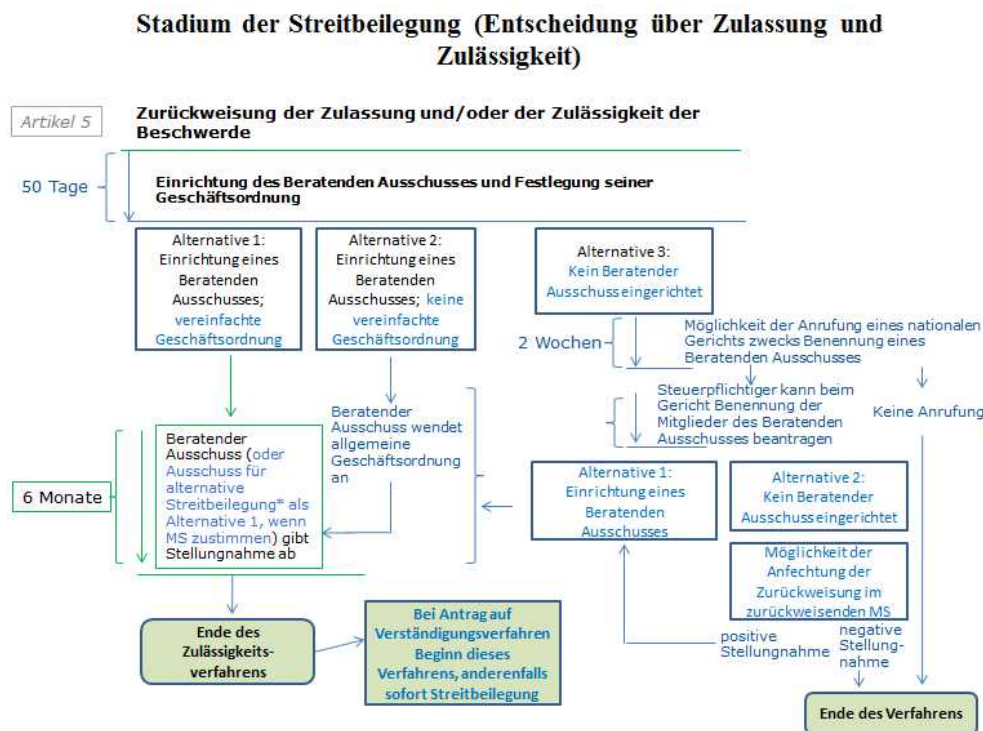 Stadium der Streitbeilegung (Entscheidung über Zulassung und
Zulässigkeit)
Artikel 5
Zurückweisung der Zulassung und/oder der Zulässigkeit der
Beschwerde
50 Tage
Einrichtung des Beratenden Ausschusses und Festlegung seiner
Geschäftsordnung
Alternative 1:
Einrichtung eines
Beratenden
Ausschusses;
vereinfachte
Geschäftsordnung
Alternative 2:
Einrichtung eines
Beratenden
Ausschusses; keine
vereinfachte
Geschäftsordnung
Alternative 3:
Kein Beratender
Ausschuss eingerichtet
2 Wochen
Möglichkeit der Anrufung eines nationalen
Gerichts zwecks Benennung eines
Beratenden Ausschusses
Steuerpflichtiger kann beim
Gericht Benennung der
Mitglieder des Beratenden
Ausschusses beantragen
Keine Anrufung
Beratender
Ausschuss wendet
allgemeine
Geschäftsordnung
an
6 Monate
Beratender
Ausschuss (oder
Ausschuss für
alternative
Streitbeilegung* als
Alternative 1, wenn
MS zustimmen) gibt
Stellungnahme ab
Alternative 1:
Einrichtung eines
Beratenden
Ausschusses
Alternative 2:
Kein Beratender
Ausschuss eingerichtet
Möglichkeit der
Anfechtung der
Zurückweisung im
zurückweisenden MS
positive
Stellungnahme
negative
Stellung-
nahme
Ende des
Zulässigkeits-
verfahrens
Bei Antrag auf
Verständigungsverfahren
Beginn dieses
Verfahrens, anderenfalls
sofort Streitbeilegung
Ende des Verfahrens